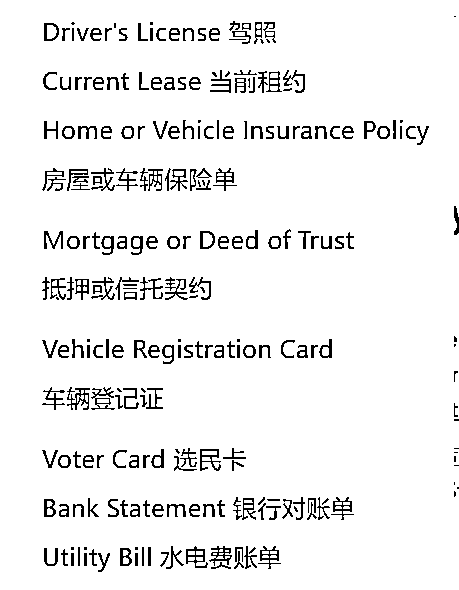 Driver's License 驾照
Current Lease 当前租约
Home or Vehicle Insurance Policy
房屋或车辆保险单
Mortgage or Deed of Trust
抵押或信托契约
Vehicle Registration Card
车辆登记证
Voter Card 选民卡
Bank Statement 银行对账单
Utility Bill 水电费账单